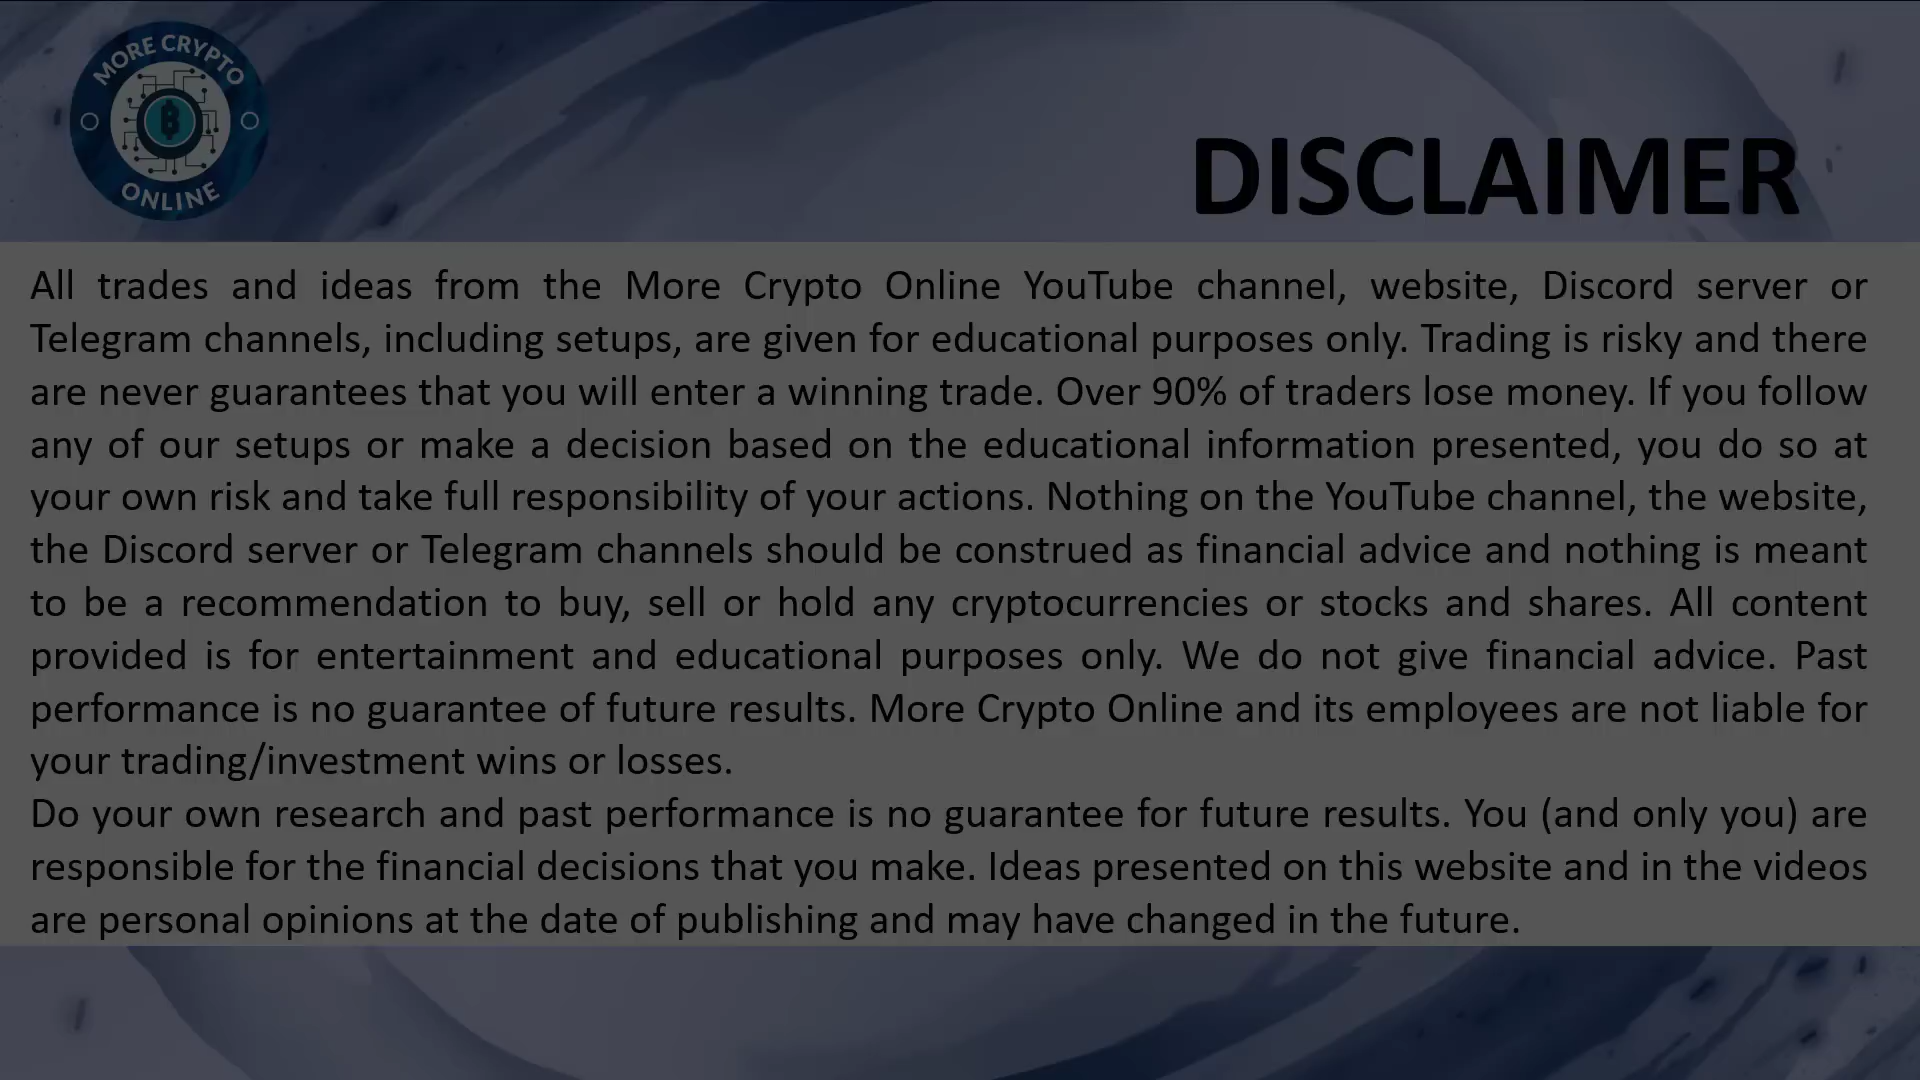 MORE CRYPTO
ONLINE
DISCLAIMER
All trades and ideas from the More Crypto Online YouTube channel, website, Discord server or
Telegram channels, including setups, are given for educational purposes only. Trading is risky and there
are never guarantees that you will enter a winning trade. Over 90% of traders lose money. If you follow
any of our setups or make a decision based on the educational information presented, you do so at
your own risk and take full responsibility of your actions. Nothing on the YouTube channel, the website,
the Discord server or Telegram channels should be construed as financial advice and nothing is meant
to be a recommendation to buy, sell or hold any cryptocurrencies or stocks and shares. All content
provided is for entertainment and educational purposes only. We do not give financial advice. Past
performance is no guarantee of future results. More Crypto Online and its employees are not liable for
your trading/investment wins or losses.
Do your own research and past performance is no guarantee for future results. You (and only you) are
responsible for the financial decisions that you make. Ideas presented on this website and in the videos
are personal opinions at the date of publishing and may have changed in the future.